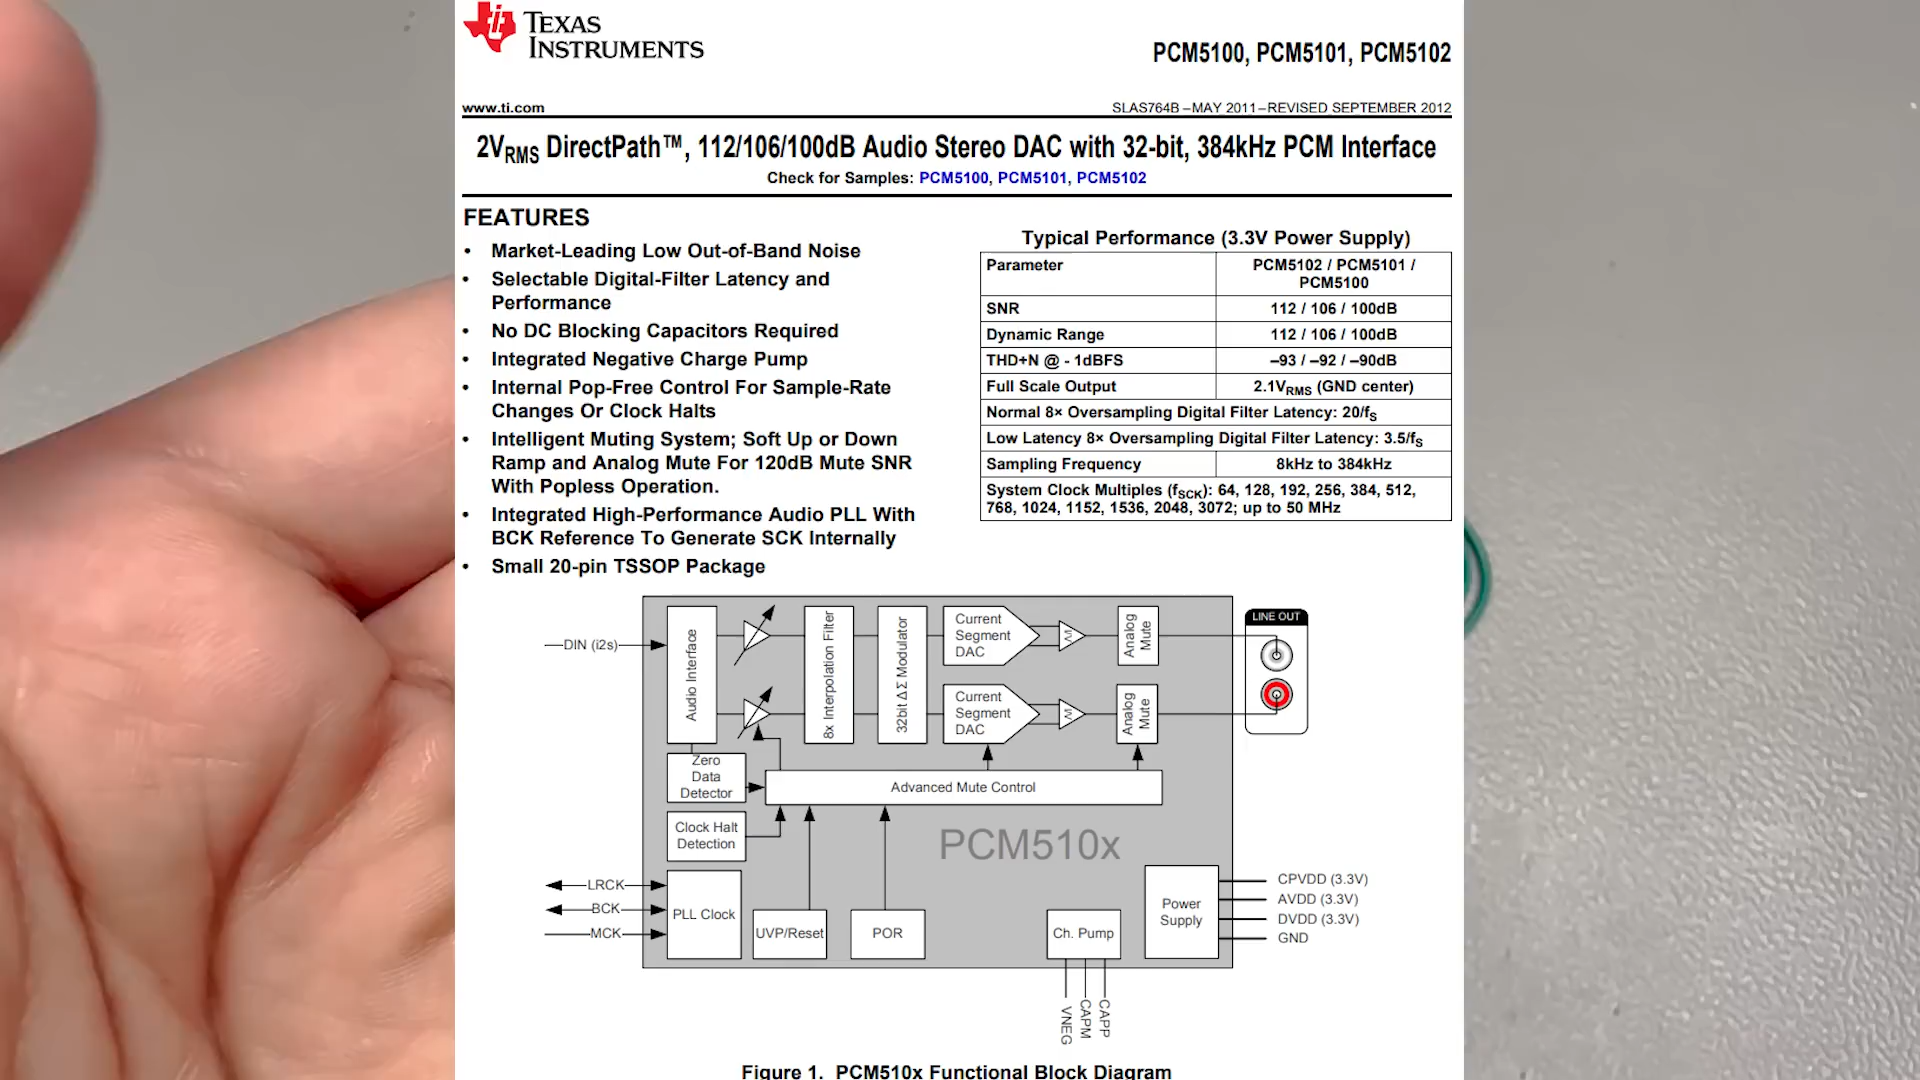 TEXAS
INSTRUMENTS
PCM5100, PCM5101, PCM5102
www.ti.com
SLAS764B –MAY 2011–REVISED SEPTEMBER 2012
2VRMS DirectPath™, 112/106/100dB Audio Stereo DAC with 32-bit, 384kHz PCM Interface
Check for Samples: PCM5100, PCM5101, PCM5102
FEATURES
• Market-Leading Low Out-of-Band Noise
• Selectable Digital-Filter Latency and
Performance
• No DC Blocking Capacitors Required
• Integrated Negative Charge Pump
• Internal Pop-Free Control For Sample-Rate
Changes Or Clock Halts
• Intelligent Muting System; Soft Up or Down
Ramp and Analog Mute For 120dB Mute SNR
With Popless Operation.
• Integrated High-Performance Audio PLL With
BCK Reference To Generate SCK Internally
• Small 20-pin TSSOP Package
Typical Performance (3.3V Power Supply)
Parameter PCM5102 / PCM5101 /
PCM5100
SNR 112 / 106 / 100dB
Dynamic Range 112 / 106 / 100dB
THD+N @ - 1dBFS –93 / –92 / –90dB
Full Scale Output 2.1VRMS (GND center)
Normal 8× Oversampling Digital Filter Latency: 20/fS
Low Latency 8× Oversampling Digital Filter Latency: 3.5/fS
Sampling Frequency 8kHz to 384kHz
System Clock Multiples (fSCK): 64, 128, 192, 256, 384, 512,
768, 1024, 1152, 1536, 2048, 3072; up to 50 MHz
DIN (i2s)
Audio Interface
8x Interpolation Filter
32bit ΔΣ Modulator
Current
Segment
DAC
I/V
Analog
Mute
LINE OUT
Current
Segment
DAC
I/V
Analog
Mute
Zero
Data
Detector
Advanced Mute Control
Clock Halt
Detection
PCM510x
LRCK
BCK
MCK
PLL Clock
UVP/Reset
POR
Ch. Pump
Power
Supply
CPVDD (3.3V)
AVDD (3.3V)
DVDD (3.3V)
GND
VNEG
CAPM
CAPP
Figure 1. PCM510x Functional Block Diagram